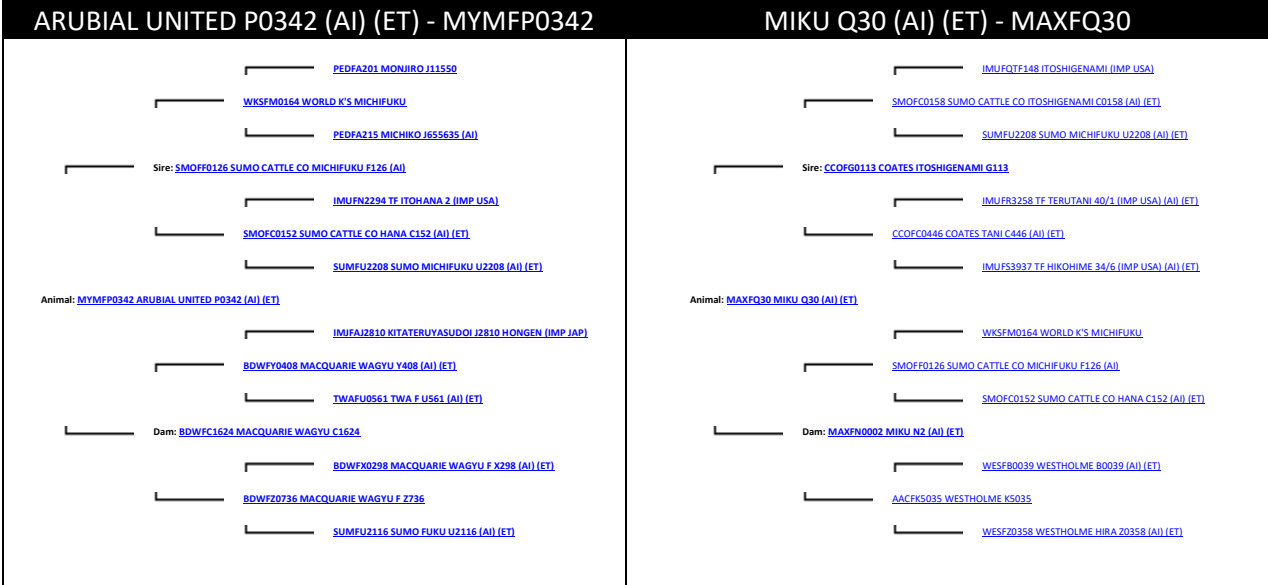 ARUBIAL UNITED P0342 (AI) (ET) - MYMFP0342
PEDFA201 MONJIRO J11550
WKSFM0164 WORLD K'S MICHIFUKU
PEDFA215 MICHIKO J655635 (AI)
Sire: SMOFF0126 SUMO CATTLE CO MICHIFUKU F126 (AI)
IMUFN2294 TF ITOHANA 2 (IMP USA)
SMOFC0152 SUMO CATTLE CO HANA C152 (AI) (ET)
SUMFU2208 SUMO MICHIFUKU U2208 (AI) (ET)
Animal: MYMFP0342 ARUBIAL UNITED P0342 (AI) (ET)
IMJFAJ2810 KITATERUYASUDOI J2810 HONGEN (IMP JAP)
BDWFY0408 MACQUARIE WAGYU Y408 (AI) (ET)
TWAFU0561 TWA F U561 (AI) (ET)
Dam: BDWFC1624 MACQUARIE WAGYU C1624
BDWFX0298 MACQUARIE WAGYU F X298 (AI) (ET)
BDWFZ0736 MACQUARIE WAGYU F Z736
SUMFU2116 SUMO FUKU U2116 (AI) (ET)
MIKU Q30 (AI) (ET) - MAXFQ30
IMUFQTF148 ITOSHIGENAMI (IMP USA)
SMOFC0158 SUMO CATTLE CO ITOSHIGENAMI C0158 (AI) (ET)
SUMFU2208 SUMO MICHIFUKU U2208 (AI) (ET)
Sire: CCOFG0113 COATES ITOSHIGENAMI G113
IMUFR3258 TF TERUTANI 40/1 (IMP USA) (AI) (ET)
CCOFC0446 COATES TANI C446 (AI) (ET)
IMUFS3937 TF HIKOHIME 34/6 (IMP USA) (AI) (ET)
Animal: MAXFQ30 MIKU Q30 (AI) (ET)
WKSFM0164 WORLD K'S MICHIFUKU
SMOFF0126 SUMO CATTLE CO MICHIFUKU F126 (AI)
SMOFC0152 SUMO CATTLE CO HANA C152 (AI) (ET)
Dam: MAXFN0002 MIKU N2 (AI) (ET)
WESFB0039 WESTHOLME B0039 (AI) (ET)
AACFK5035 WESTHOLME K5035
WESFZ0358 WESTHOLME HIRA Z0358 (AI) (ET)